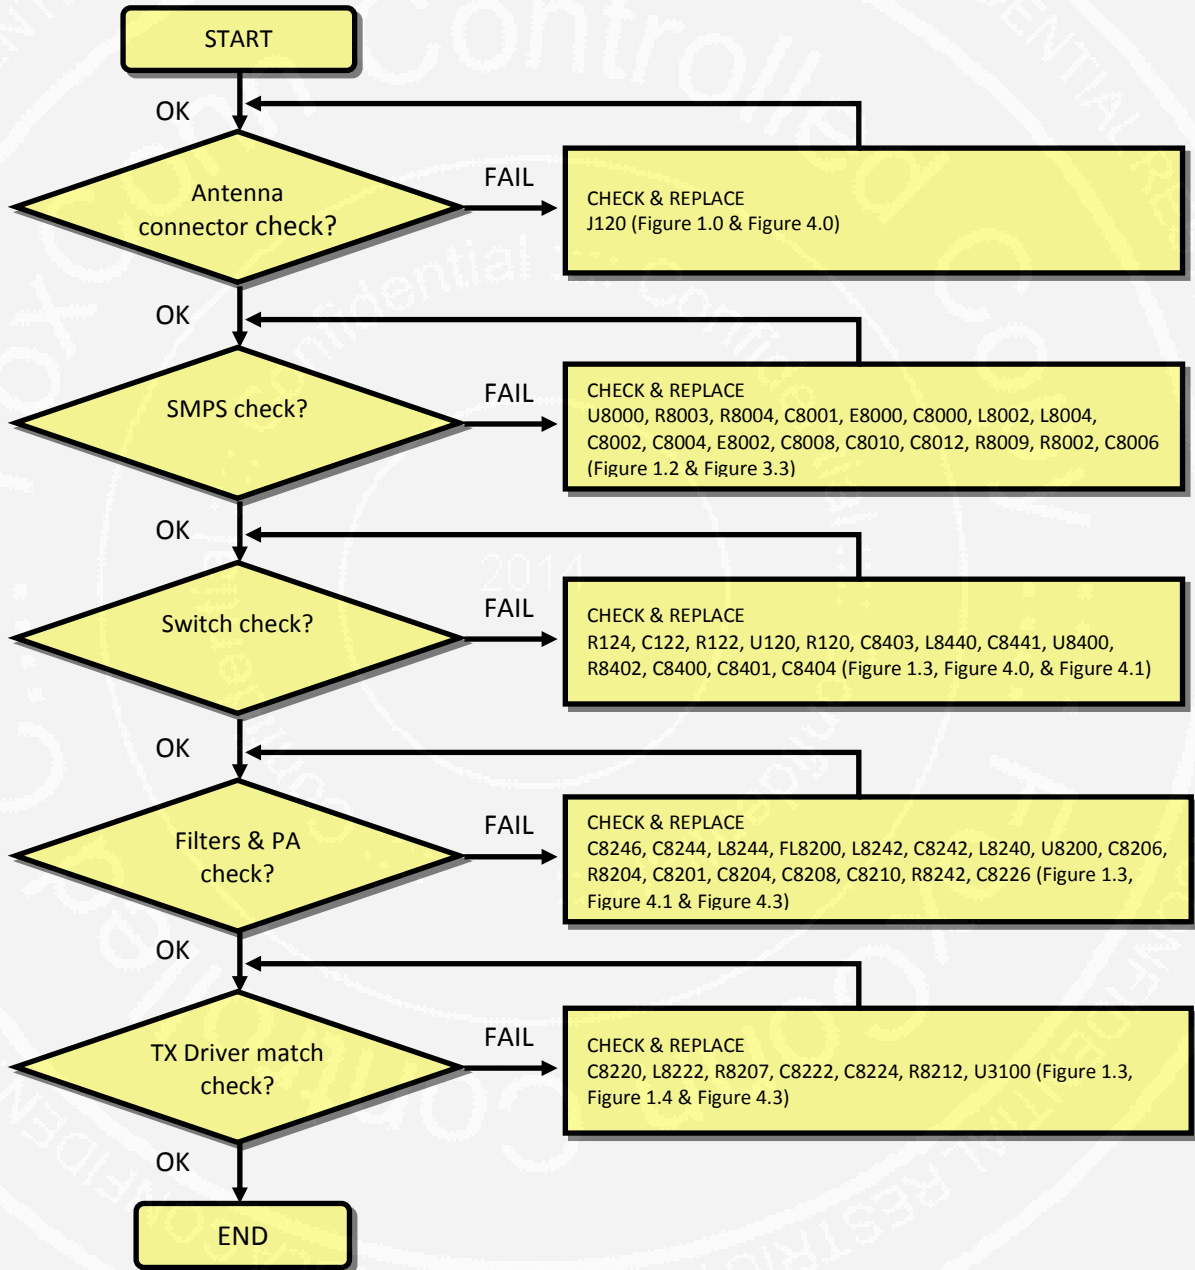 START
OK
Antenna
connector check?
FAIL
CHECK & REPLACE
J120 (Figure 1.0 & Figure 4.0)
OK
SMPS check?
FAIL
CHECK & REPLACE
U8000, R8003, R8004, C8001, E8000, C8000, L8002, L8004,
C8002, C8004, E8002, C8008, C8010, C8012, R8009, R8002, C8006
(Figure 1.2 & Figure 3.3)
OK
Switch check?
FAIL
CHECK & REPLACE
R124, C122, R122, U120, R120, C8403, L8440, C8441, U8400,
R8402, C8400, C8401, C8404 (Figure 1.3, Figure 4.0, & Figure 4.1)
OK
Filters & PA
check?
FAIL
CHECK & REPLACE
C8246, C8244, L8244, FL8200, L8242, C8242, L8240, U8200, C8206,
R8204, C8201, C8204, C8208, C8210, R8242, C8226 (Figure 1.3,
Figure 4.1 & Figure 4.3)
OK
TX Driver match
check?
FAIL
CHECK & REPLACE
C8220, L8222, R8207, C8222, C8224, R8212, U3100 (Figure 1.3,
Figure 1.4 & Figure 4.3)
OK
END
2014